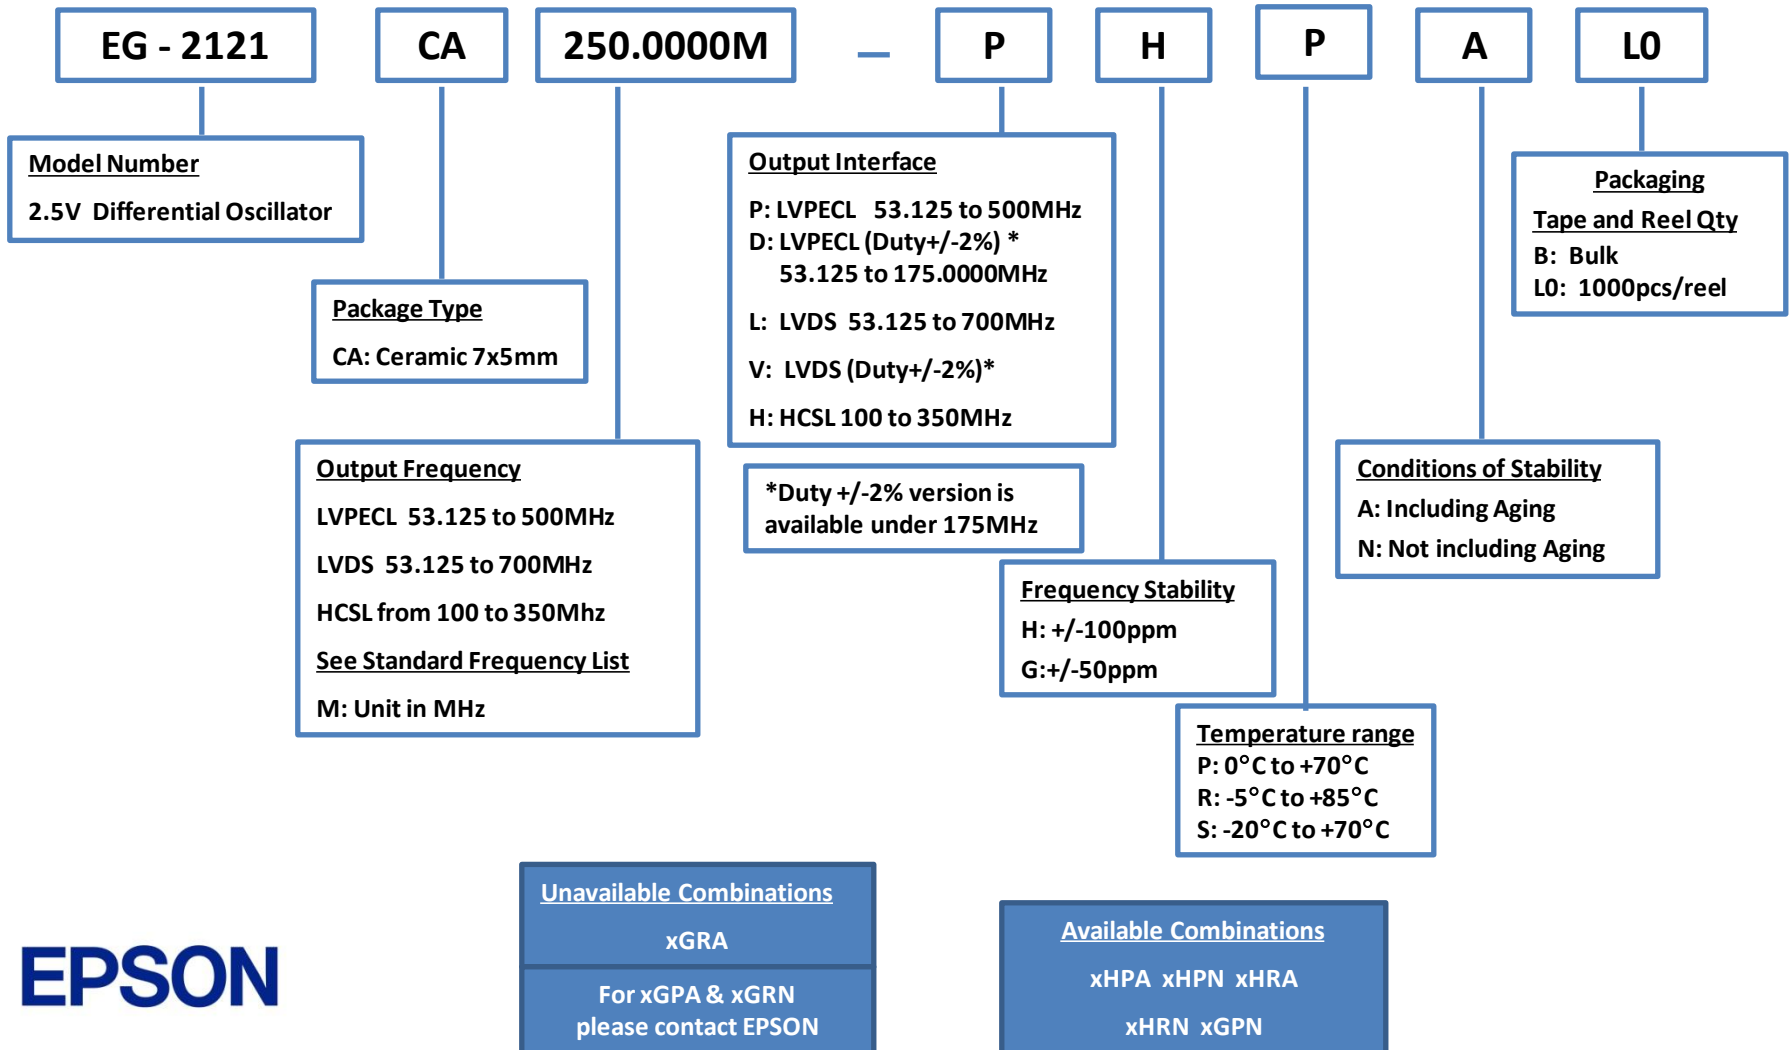 EG - 2121 CA 250.0000M – P H P A L0
Model Number
2.5V Differential Oscillator
Package Type
CA: Ceramic 7x5mm
Output Frequency
LVPECL 53.125 to 500MHz
LVDS 53.125 to 700MHz
HCSL from 100 to 350Mhz
See Standard Frequency List
M: Unit in MHz
Output Interface
P: LVPECL 53.125 to 500MHz
D: LVPECL (Duty+/-2%) *
53.125 to 175.0000MHz
L: LVDS 53.125 to 700MHz
V: LVDS (Duty+/-2%)*
H: HCSL 100 to 350MHz
*Duty +/-2% version is
available under 175MHz
Frequency Stability
H: +/-100ppm
G:+/-50ppm
Temperature range
P: 0°C to +70°C
R: -5°C to +85°C
S: -20°C to +70°C
Conditions of Stability
A: Including Aging
N: Not including Aging
Packaging
Tape and Reel Qty
B: Bulk
L0: 1000pcs/reel
EPSON
Unavailable Combinations
xGRA
For xGPA & xGRN
please contact EPSON
Available Combinations
xHPA xHPN xHRA
xHRN xGPN